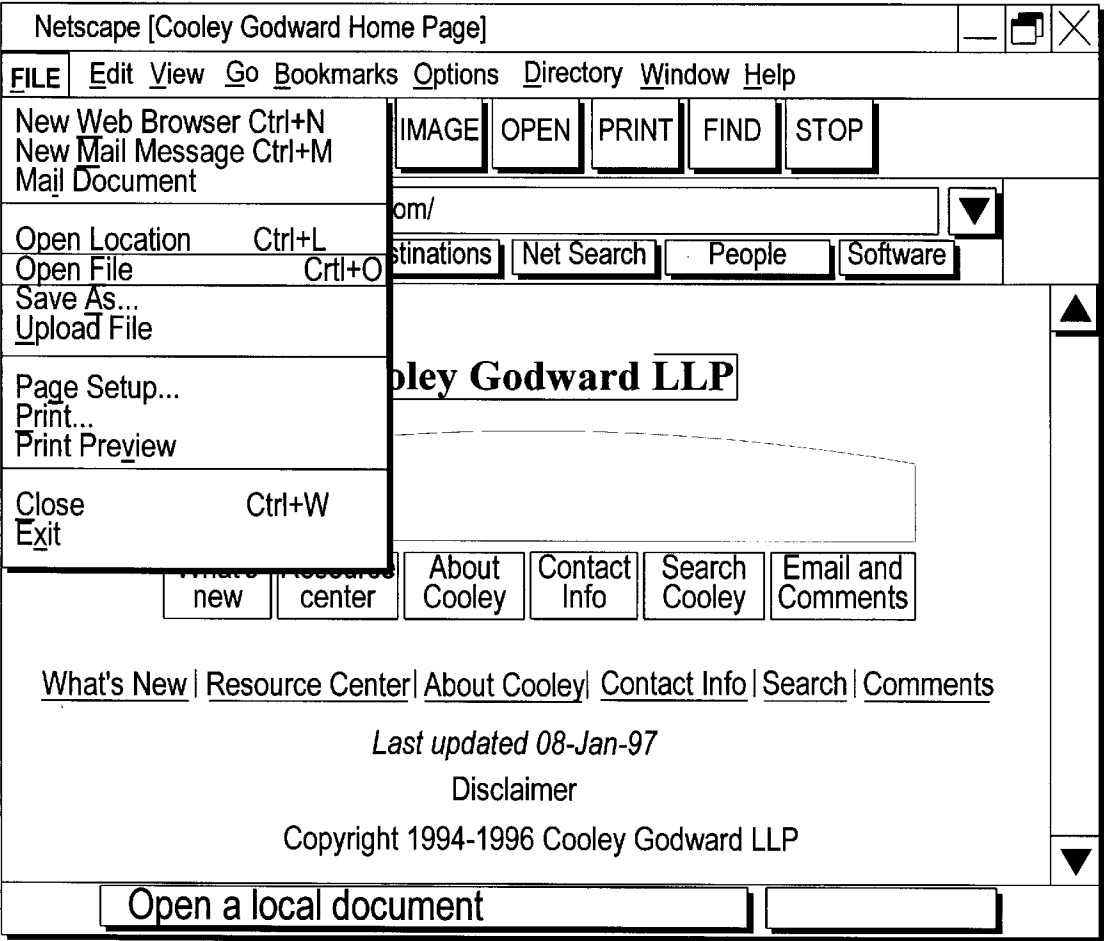 Netscape [Cooley Godward Home Page]
FILE Edit View Go Bookmarks Options Directory Window Help
New Web Browser Ctrl+N
New Mail Message Ctrl+M
Mail Document
Open Location Ctrl+L
Open File Crtl+O
Save As...
Upload File
Page Setup...
Print...
Print Preview
Close Ctrl+W
Exit
IMAGE OPEN PRINT FIND STOP
om/
stinations Net Search People Software
oley Godward LLP
What's new
Resource center
About Cooley
Contact Info
Search Cooley
Email and Comments
What's New | Resource Center | About Cooley | Contact Info | Search | Comments
Last updated 08-Jan-97
Disclaimer
Copyright 1994-1996 Cooley Godward LLP
Open a local document